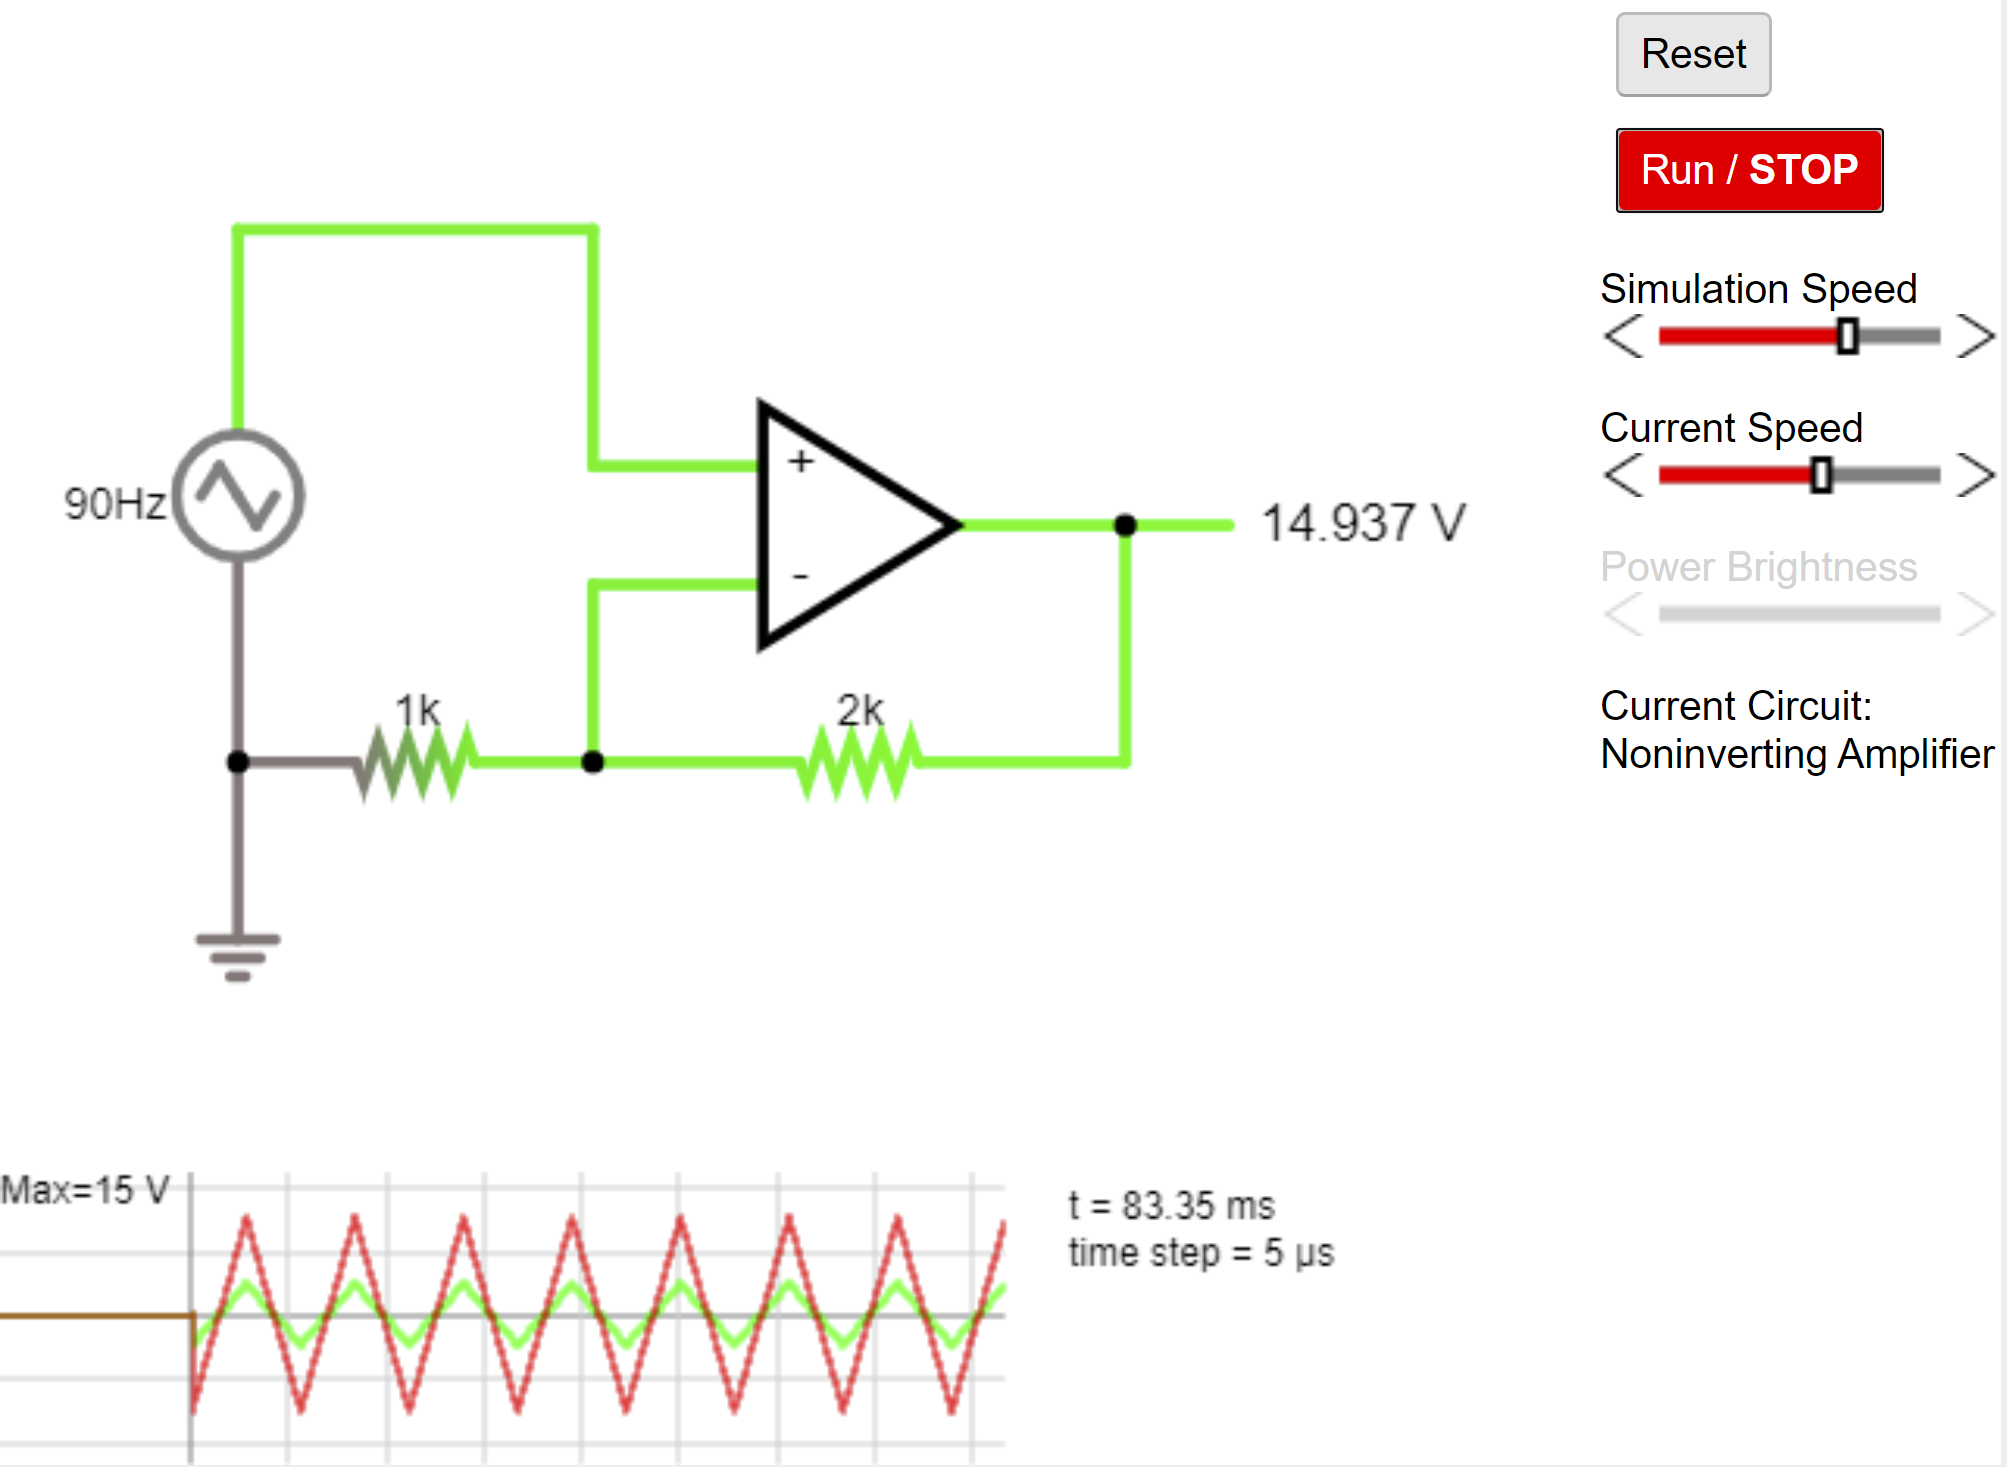 Reset
Run / STOP
Simulation Speed
Current Speed
Power Brightness
Current Circuit:
Noninverting Amplifier
90Hz
+
-
14.937 V
1k
2k
Max=15 V
t = 83.35 ms
time step = 5 µs